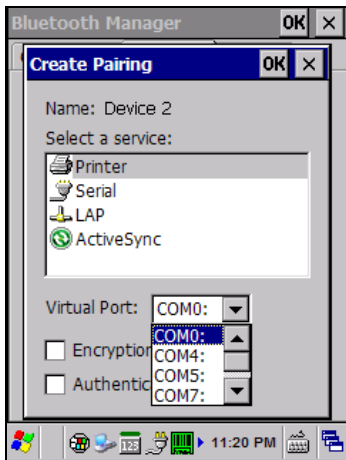 Bluetooth Manager OK
Create Pairing OK
Name: Device 2
Select a service:
Printer
Serial
LAP
ActiveSync
Virtual Port: COM0:
COM0:
Encryption COM4:
COM5:
Authentic COM7:
11:20 PM